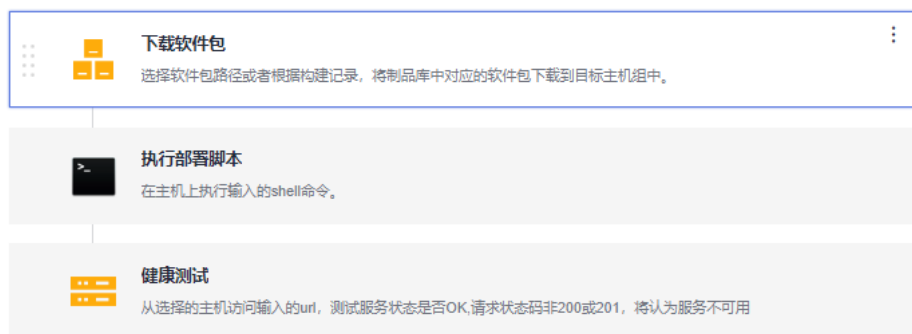 下载软件包
选择软件包路径或者根据构建记录，将制品库中对应的软件包下载到目标主机组中。
执行部署脚本
在主机上执行输入的shell命令。
健康测试
从选择的主机访问输入的url，测试服务状态是否OK,请求状态码非200或201，将认为服务不可用